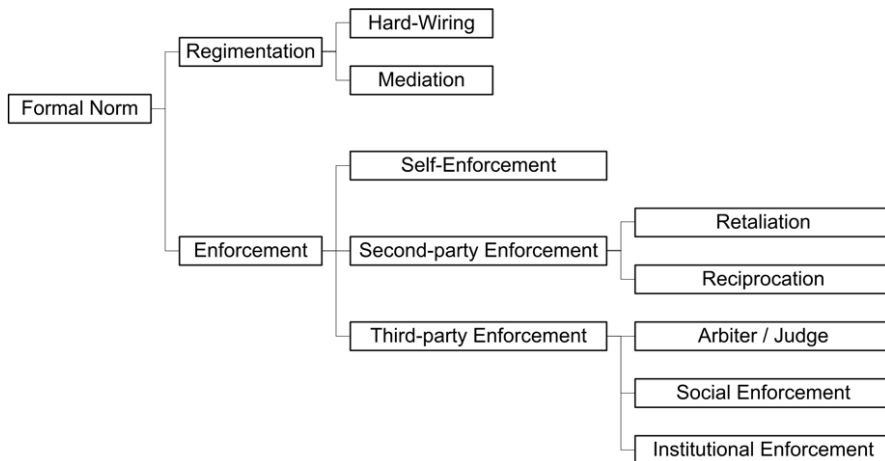 Hard-Wiring
Regimentation
Mediation
Formal Norm
Self-Enforcement
Retaliation
Enforcement
Second-party Enforcement
Reciprocation
Third-party Enforcement
Arbiter / Judge
Social Enforcement
Institutional Enforcement